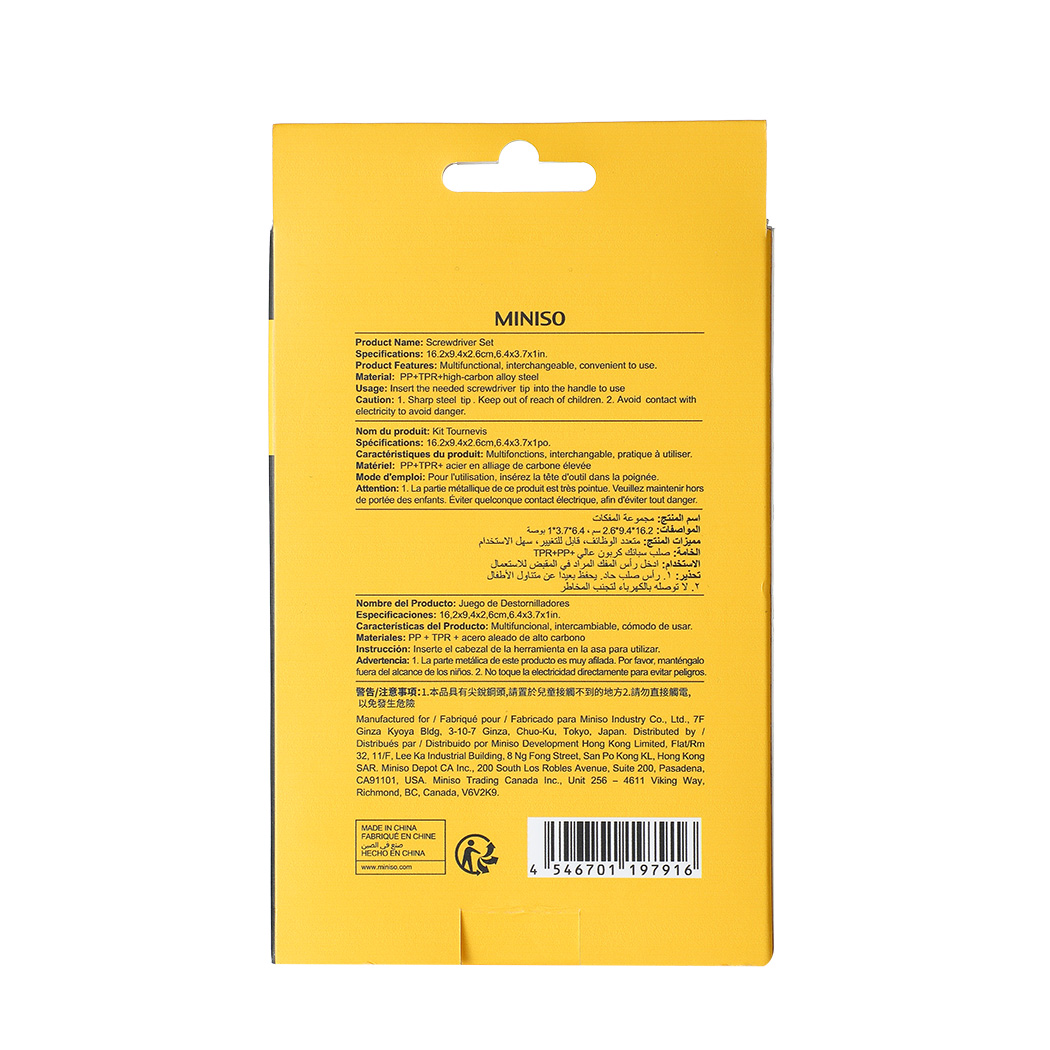 MINISO
Product Name: Screwdriver Set
Specifications: 16.2x9.4x2.6cm,6.4x3.7x1in.
Product Features: Multifunctional, interchangeable, convenient to use.
Material: PP+TPR+high-carbon alloy steel
Usage: Insert the needed screwdriver tip into the handle to use
Caution: 1. Sharp steel tip . Keep out of reach of children. 2. Avoid contact with
electricity to avoid danger.
Nom du produit: Kit Tournevis
Spécifications: 16.2x9.4x2.6cm,6.4x3.7x1po.
Caractéristiques du produit: Multifonctions, interchangable, pratique à utiliser.
Matériel: PP+TPR+ acier en alliage de carbone élevée
Mode d'emploi: Pour l'utilisation, insérez la tête d'outil dans la poignée.
Attention: 1. La partie métallique de ce produit est très pointue. Veuillez maintenir hors
de portée des enfants. Éviter quelconque contact électrique, afin d'éviter tout danger.
اسم المنتج: مجموعة المفكات
المواصفات: 16.2*9.4*2.6 سم ، 6.4*3.7*1 بوصة
مميزات المنتج: متعدد الوظائف، قابل للتغيير، سهل الاستخدام
الخامة: صلب سبائك كربون عالي +TPR+PP
الاستخدام: ادخل رأس المفك المراد في المقبض للاستعمال
تحذير: ١. رأس صلب حاد. يحفظ بعيدا عن متناول الأطفال
٢. لا توصله بالكهرباء لتجنب المخاطر
Nombre del Producto: Juego de Destornilladores
Especificaciones: 16,2x9,4x2,6cm,6.4x3.7x1in.
Características del Producto: Multifuncional, intercambiable, cómodo de usar.
Materiales: PP + TPR + acero aleado de alto carbono
Instrucción: Inserte el cabezal de la herramienta en la asa para utilizar.
Advertencia: 1. La parte metálica de este producto es muy afilada. Por favor, manténgalo
fuera del alcance de los niños. 2. No toque la electricidad directamente para evitar peligros.
警告/注意事項:1.本品具有尖銳鋼頭,請置於兒童接觸不到的地方2.請勿直接觸電,
以免發生危險
Manufactured for / Fabriqué pour / Fabricado para Miniso Industry Co., Ltd., 7F
Ginza Kyoya Bldg, 3-10-7 Ginza, Chuo-Ku, Tokyo, Japan. Distributed by /
Distribués par / Distribuido por Miniso Development Hong Kong Limited, Flat/Rm
32, 11/F, Lee Ka Industrial Building, 8 Ng Fong Street, San Po Kong KL, Hong Kong
SAR. Miniso Depot CA Inc., 200 South Los Robles Avenue, Suite 200, Pasadena,
CA91101, USA. Miniso Trading Canada Inc., Unit 256 – 4611 Viking Way,
Richmond, BC, Canada, V6V2K9.
MADE IN CHINA
FABRIQUÉ EN CHINE
صنع في الصين
HECHO EN CHINA
www.miniso.com
4 546701 197916